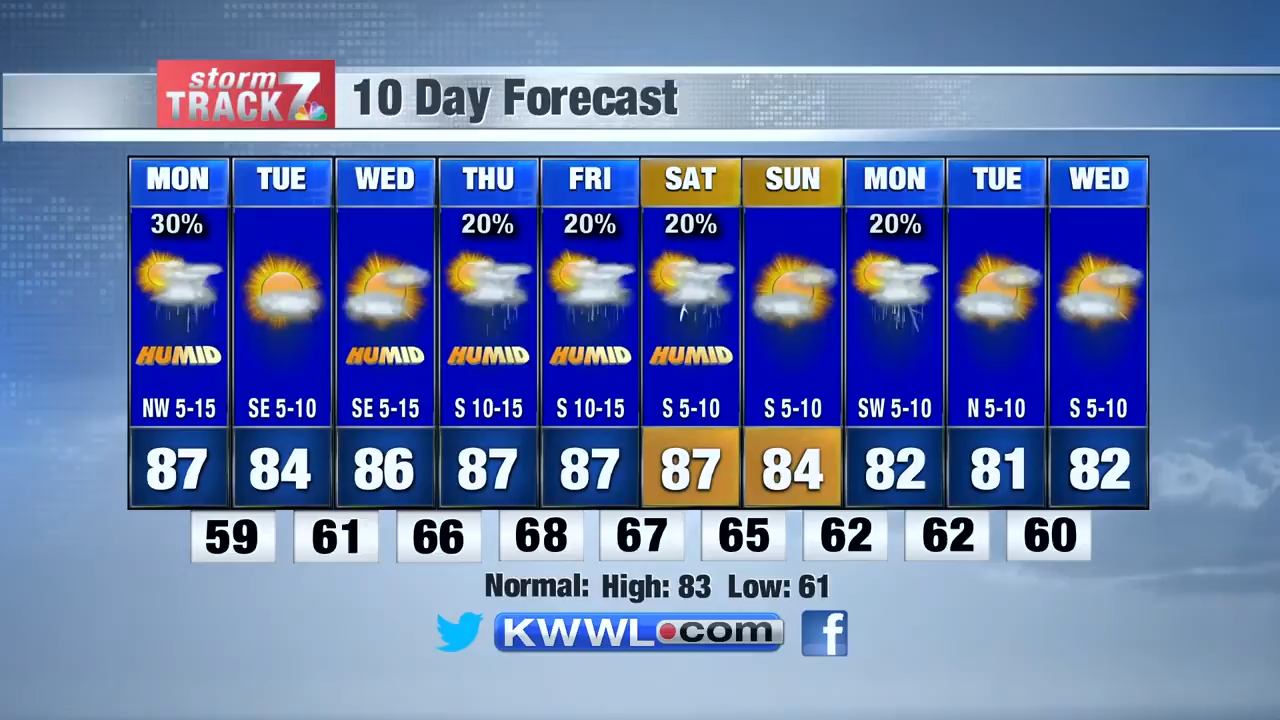 storm
TRACK 7
10 Day Forecast
MON TUE WED THU FRI SAT SUN MON TUE WED
30% 20% 20% 20% 20%
HUMID HUMID HUMID HUMID HUMID
NW 5-15 SE 5-10 SE 5-15 S 10-15 S 10-15 S 5-10 S 5-10 SW 5-10 N 5-10 S 5-10
87 84 86 87 87 87 84 82 81 82
59 61 66 68 67 65 62 62 60
Normal: High: 83 Low: 61
KWWL.com f